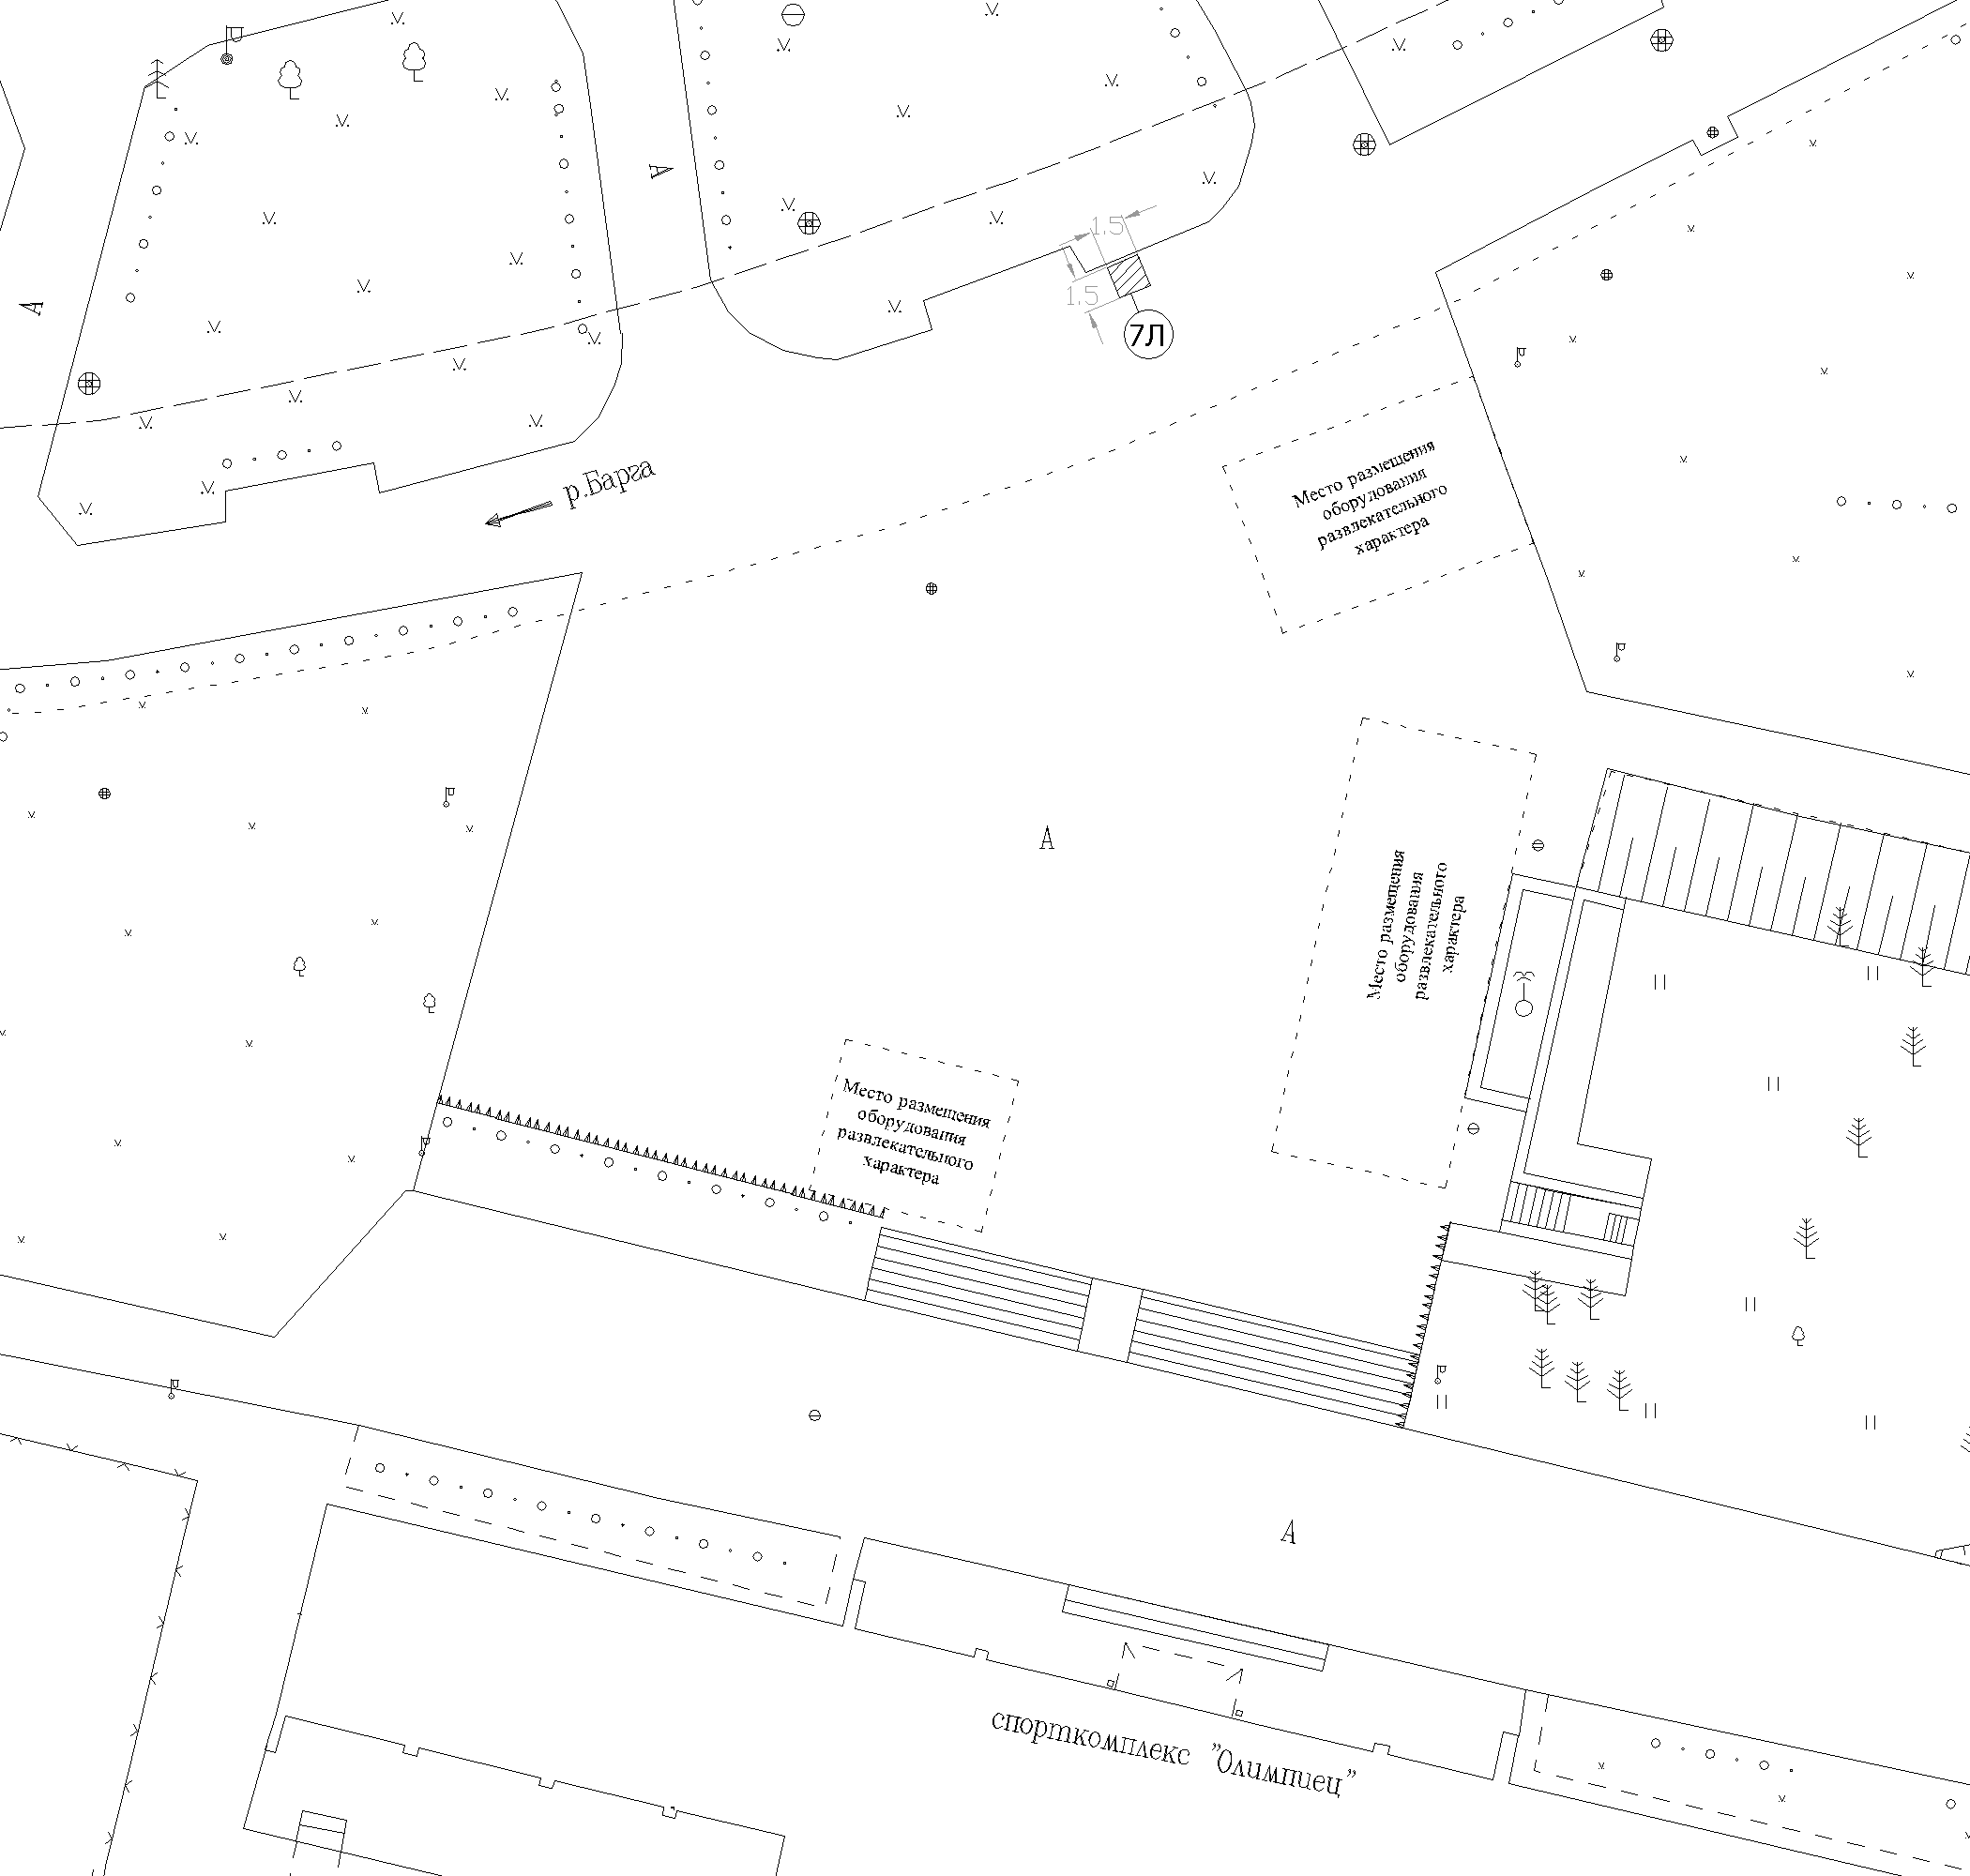 A
A
1.5
1.5
7Л
р.Барга
Место размещения
оборудования
развлекательного
характера
A
Место размещения
оборудования
развлекательного
характера
Место размещения
оборудования
развлекательного
характера
A
спорткомплекс "Олимпиец"